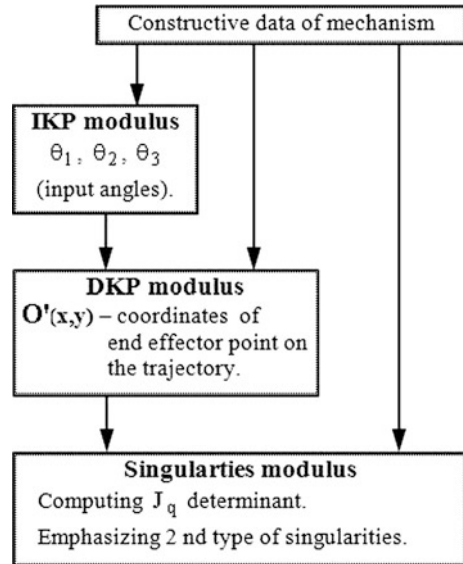 Constructive data of mechanism
IKP modulus
θ₁, θ₂, θ₃
(input angles).
DKP modulus
O'(x,y) – coordinates of
end effector point on
the trajectory.
Singularties modulus
Computing J_q determinant.
Emphasizing 2 nd type of singularities.